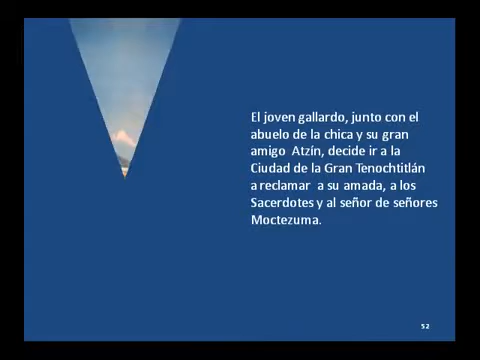 El joven gallardo, junto con el
abuelo de la chica y su gran
amigo Atzín, decide ir a la
Ciudad de la Gran Tenochtitlán
a reclamar a su amada, a los
Sacerdotes y al señor de señores
Moctezuma.
52